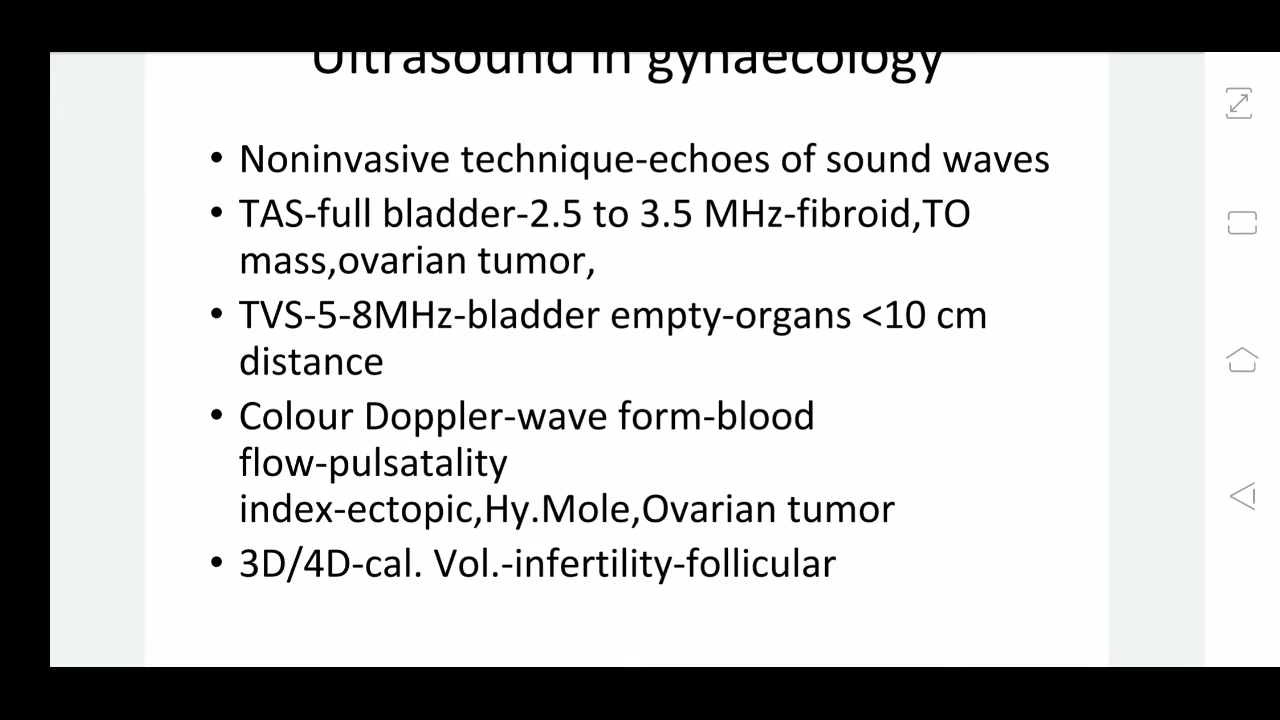 Ultrasound in gynaecology
• Noninvasive technique-echoes of sound waves
• TAS-full bladder-2.5 to 3.5 MHz-fibroid,TO
mass,ovarian tumor,
• TVS-5-8MHz-bladder empty-organs <10 cm
distance
• Colour Doppler-wave form-blood
flow-pulsatality
index-ectopic,Hy.Mole,Ovarian tumor
• 3D/4D-cal. Vol.-infertility-follicular